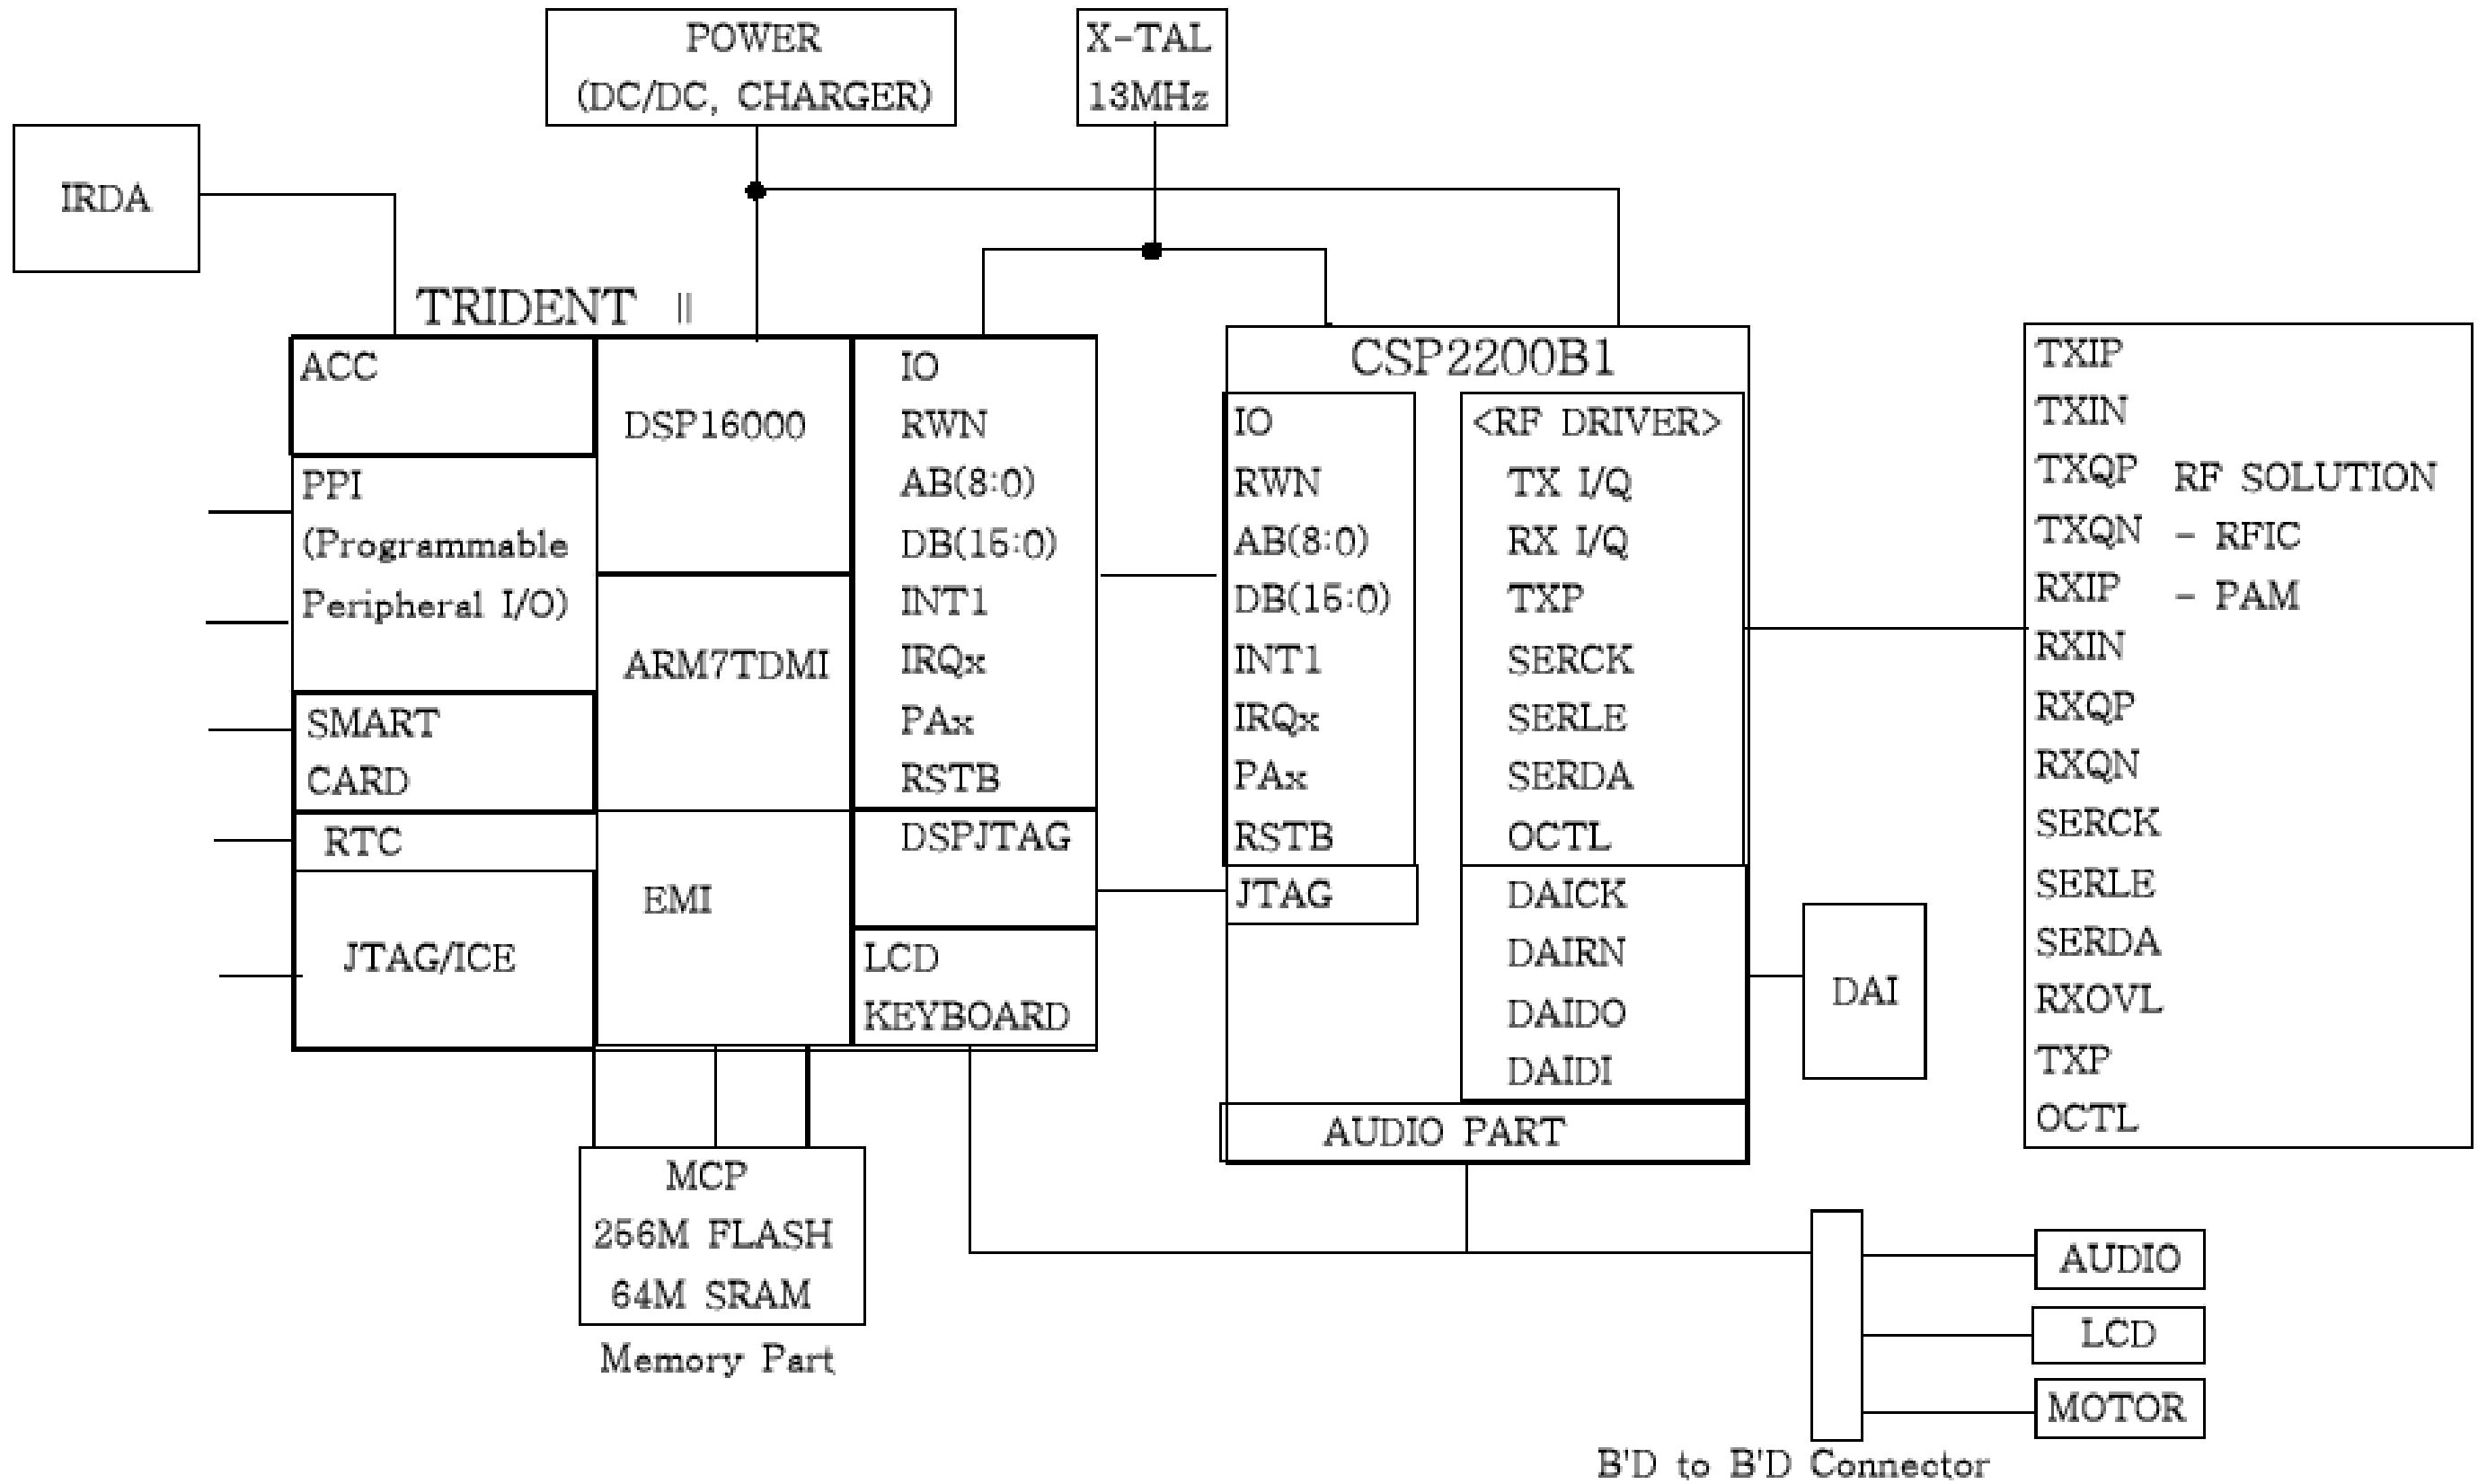 POWER
(DC/DC, CHARGER)
X-TAL
13MHz
IRDA
TRIDENT II
ACC
PPI
(Programmable
Peripheral I/O)
SMART
CARD
RTC
JTAG/ICE
DSP16000
ARM7TDMI
EMI
IO
RWN
AB(8:0)
DB(15:0)
INT1
IRQx
PAx
RSTB
DSPJTAG
LCD
KEYBOARD
CSP2200B1
IO
RWN
AB(8:0)
DB(15:0)
INT1
IRQx
PAx
RSTB
JTAG
<RF DRIVER>
TX I/Q
RX I/Q
TXP
SERCK
SERLE
SERDA
OCTL
DAICK
DAIRN
DAIDO
DAIDI
AUDIO PART
DAI
TXIP
TXIN
TXQP
TXQN
RXIP
RXIN
RXQP
RXQN
SERCK
SERLE
SERDA
RXOVL
TXP
OCTL
RF SOLUTION
- RFIC
- PAM
MCP
256M FLASH
64M SRAM
Memory Part
AUDIO
LCD
MOTOR
B'D to B'D Connector